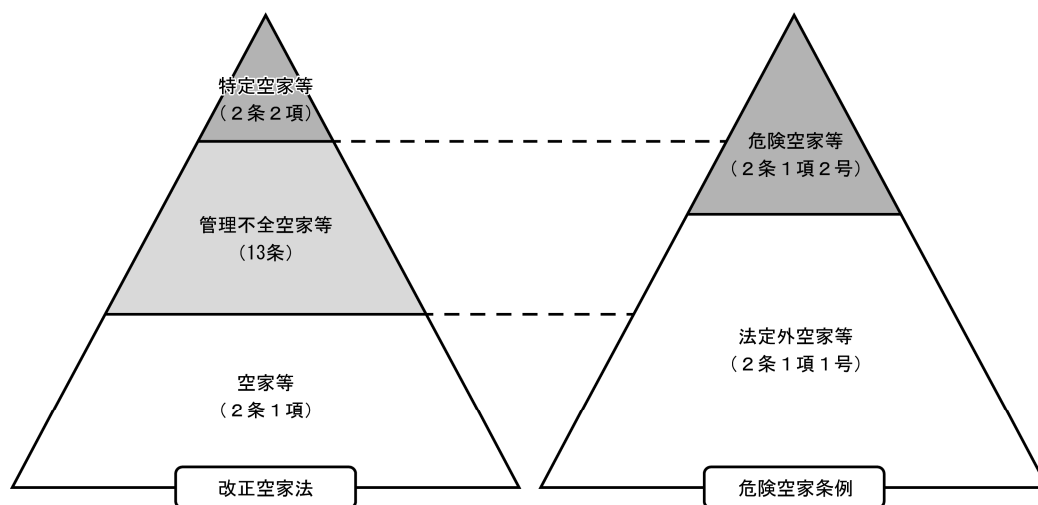 特定空家等
（２条２項）
管理不全空家等
(13条)
空家等
（２条１項）
改正空家法
危険空家等
（２条１項２号）
法定外空家等
（２条１項１号）
危険空家条例